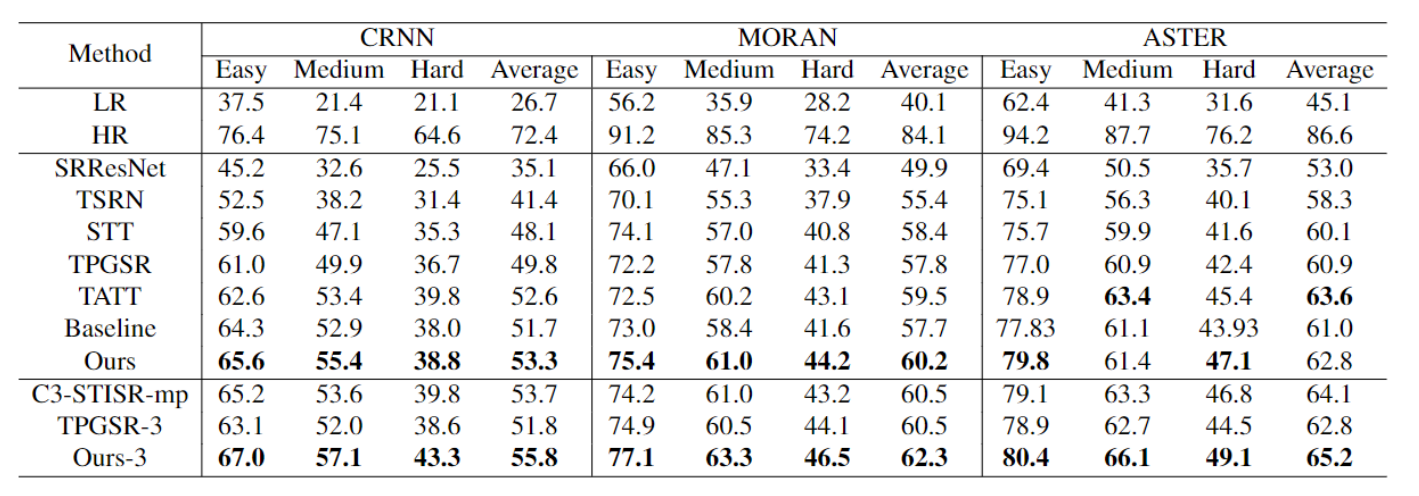 Method CRNN MORAN ASTER
Easy Medium Hard Average Easy Medium Hard Average Easy Medium Hard Average
LR 37.5 21.4 21.1 26.7 56.2 35.9 28.2 40.1 62.4 41.3 31.6 45.1
HR 76.4 75.1 64.6 72.4 91.2 85.3 74.2 84.1 94.2 87.7 76.2 86.6
SRResNet 45.2 32.6 25.5 35.1 66.0 47.1 33.4 49.9 69.4 50.5 35.7 53.0
TSRN 52.5 38.2 31.4 41.4 70.1 55.3 37.9 55.4 75.1 56.3 40.1 58.3
STT 59.6 47.1 35.3 48.1 74.1 57.0 40.8 58.4 75.7 59.9 41.6 60.1
TPGSR 61.0 49.9 36.7 49.8 72.2 57.8 41.3 57.8 77.0 60.9 42.4 60.9
TATT 62.6 53.4 39.8 52.6 72.5 60.2 43.1 59.5 78.9 63.4 45.4 63.6
Baseline 64.3 52.9 38.0 51.7 73.0 58.4 41.6 57.7 77.83 61.1 43.93 61.0
Ours 65.6 55.4 38.8 53.3 75.4 61.0 44.2 60.2 79.8 61.4 47.1 62.8
C3-STISR-mp 65.2 53.6 39.8 53.7 74.2 61.0 43.2 60.5 79.1 63.3 46.8 64.1
TPGSR-3 63.1 52.0 38.6 51.8 74.9 60.5 44.1 60.5 78.9 62.7 44.5 62.8
Ours-3 67.0 57.1 43.3 55.8 77.1 63.3 46.5 62.3 80.4 66.1 49.1 65.2